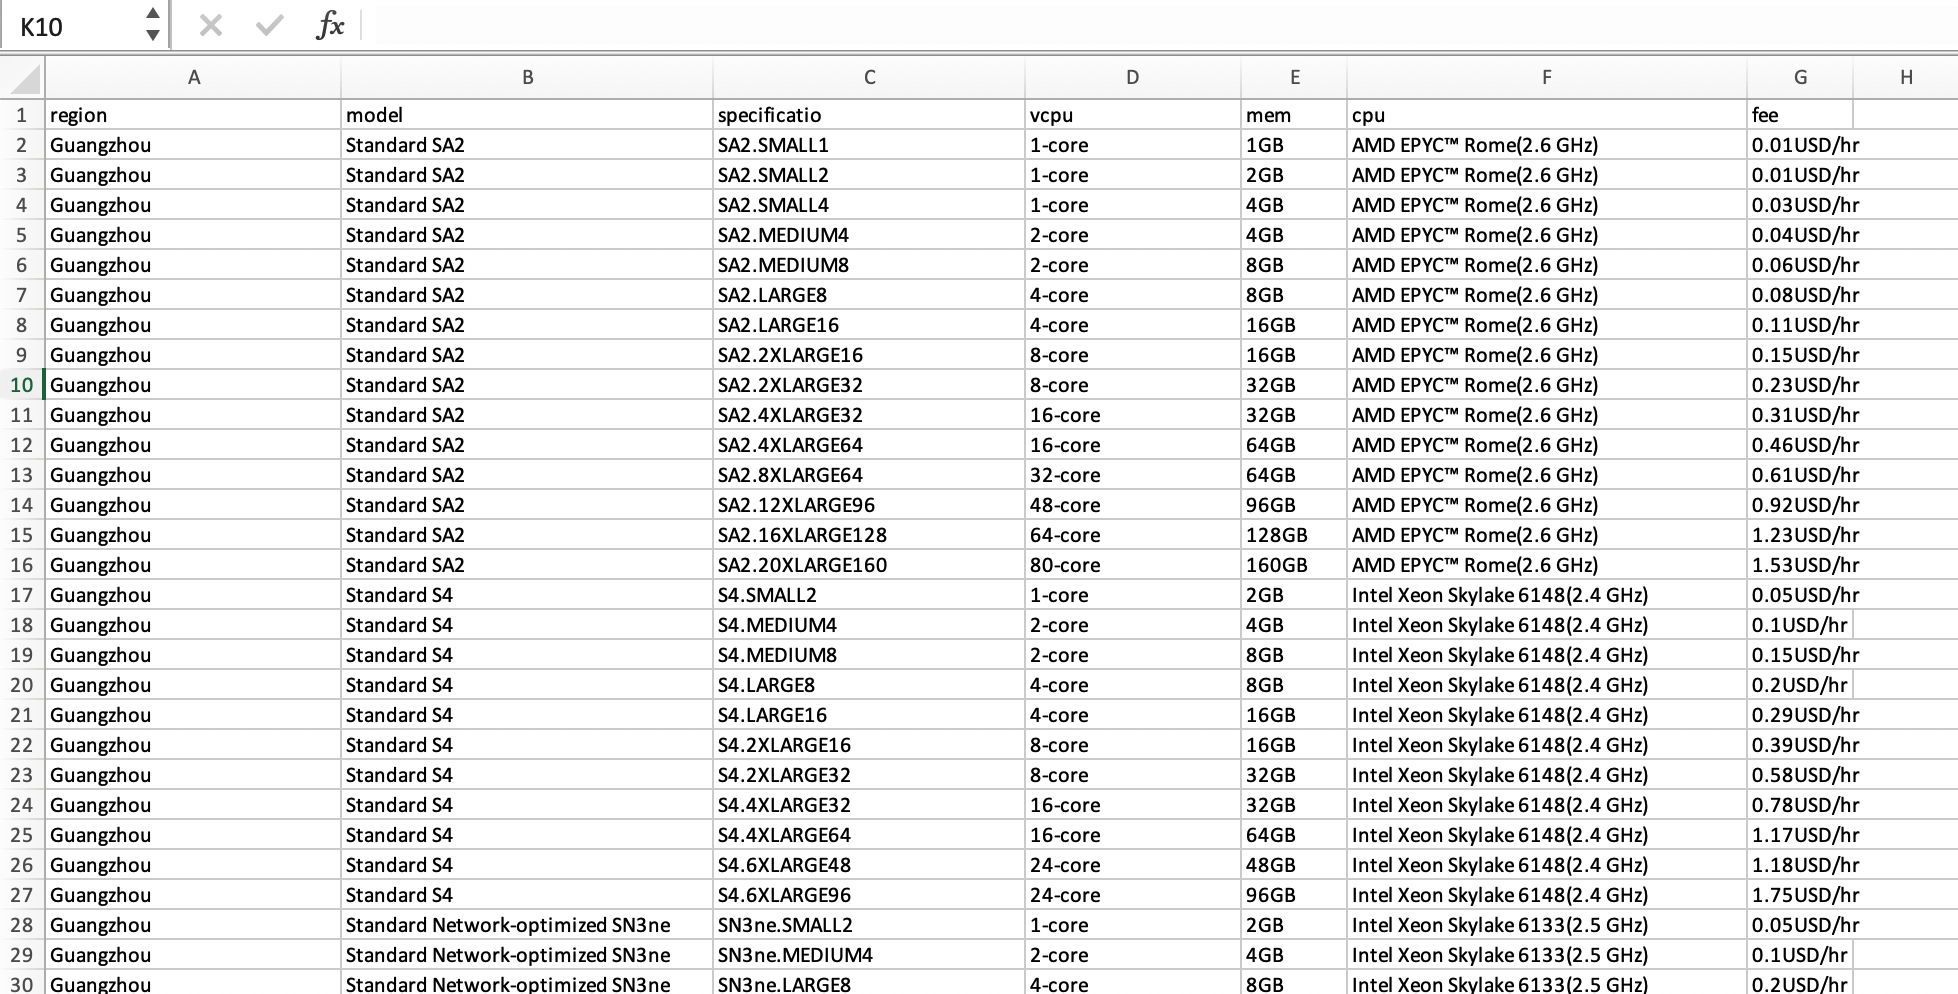 K10 fx
A B C D E F G H
1 region model specificatio vcpu mem cpu fee
2 Guangzhou Standard SA2 SA2.SMALL1 1-core 1GB AMD EPYC™ Rome(2.6 GHz) 0.01USD/hr
3 Guangzhou Standard SA2 SA2.SMALL2 1-core 2GB AMD EPYC™ Rome(2.6 GHz) 0.01USD/hr
4 Guangzhou Standard SA2 SA2.SMALL4 1-core 4GB AMD EPYC™ Rome(2.6 GHz) 0.03USD/hr
5 Guangzhou Standard SA2 SA2.MEDIUM4 2-core 4GB AMD EPYC™ Rome(2.6 GHz) 0.04USD/hr
6 Guangzhou Standard SA2 SA2.MEDIUM8 2-core 8GB AMD EPYC™ Rome(2.6 GHz) 0.06USD/hr
7 Guangzhou Standard SA2 SA2.LARGE8 4-core 8GB AMD EPYC™ Rome(2.6 GHz) 0.08USD/hr
8 Guangzhou Standard SA2 SA2.LARGE16 4-core 16GB AMD EPYC™ Rome(2.6 GHz) 0.11USD/hr
9 Guangzhou Standard SA2 SA2.2XLARGE16 8-core 16GB AMD EPYC™ Rome(2.6 GHz) 0.15USD/hr
10 Guangzhou Standard SA2 SA2.2XLARGE32 8-core 32GB AMD EPYC™ Rome(2.6 GHz) 0.23USD/hr
11 Guangzhou Standard SA2 SA2.4XLARGE32 16-core 32GB AMD EPYC™ Rome(2.6 GHz) 0.31USD/hr
12 Guangzhou Standard SA2 SA2.4XLARGE64 16-core 64GB AMD EPYC™ Rome(2.6 GHz) 0.46USD/hr
13 Guangzhou Standard SA2 SA2.8XLARGE64 32-core 64GB AMD EPYC™ Rome(2.6 GHz) 0.61USD/hr
14 Guangzhou Standard SA2 SA2.12XLARGE96 48-core 96GB AMD EPYC™ Rome(2.6 GHz) 0.92USD/hr
15 Guangzhou Standard SA2 SA2.16XLARGE128 64-core 128GB AMD EPYC™ Rome(2.6 GHz) 1.23USD/hr
16 Guangzhou Standard SA2 SA2.20XLARGE160 80-core 160GB AMD EPYC™ Rome(2.6 GHz) 1.53USD/hr
17 Guangzhou Standard S4 S4.SMALL2 1-core 2GB Intel Xeon Skylake 6148(2.4 GHz) 0.05USD/hr
18 Guangzhou Standard S4 S4.MEDIUM4 2-core 4GB Intel Xeon Skylake 6148(2.4 GHz) 0.1USD/hr
19 Guangzhou Standard S4 S4.MEDIUM8 2-core 8GB Intel Xeon Skylake 6148(2.4 GHz) 0.15USD/hr
20 Guangzhou Standard S4 S4.LARGE8 4-core 8GB Intel Xeon Skylake 6148(2.4 GHz) 0.2USD/hr
21 Guangzhou Standard S4 S4.LARGE16 4-core 16GB Intel Xeon Skylake 6148(2.4 GHz) 0.29USD/hr
22 Guangzhou Standard S4 S4.2XLARGE16 8-core 16GB Intel Xeon Skylake 6148(2.4 GHz) 0.39USD/hr
23 Guangzhou Standard S4 S4.2XLARGE32 8-core 32GB Intel Xeon Skylake 6148(2.4 GHz) 0.58USD/hr
24 Guangzhou Standard S4 S4.4XLARGE32 16-core 32GB Intel Xeon Skylake 6148(2.4 GHz) 0.78USD/hr
25 Guangzhou Standard S4 S4.4XLARGE64 16-core 64GB Intel Xeon Skylake 6148(2.4 GHz) 1.17USD/hr
26 Guangzhou Standard S4 S4.6XLARGE48 24-core 48GB Intel Xeon Skylake 6148(2.4 GHz) 1.18USD/hr
27 Guangzhou Standard S4 S4.6XLARGE96 24-core 96GB Intel Xeon Skylake 6148(2.4 GHz) 1.75USD/hr
28 Guangzhou Standard Network-optimized SN3ne SN3ne.SMALL2 1-core 2GB Intel Xeon Skylake 6133(2.5 GHz) 0.05USD/hr
29 Guangzhou Standard Network-optimized SN3ne SN3ne.MEDIUM4 2-core 4GB Intel Xeon Skylake 6133(2.5 GHz) 0.1USD/hr
30 Guangzhou Standard Network-optimized SN3ne SN3ne.LARGE8 4-core 8GB Intel Xeon Skylake 6133(2.5 GHz) 0.2USD/hr